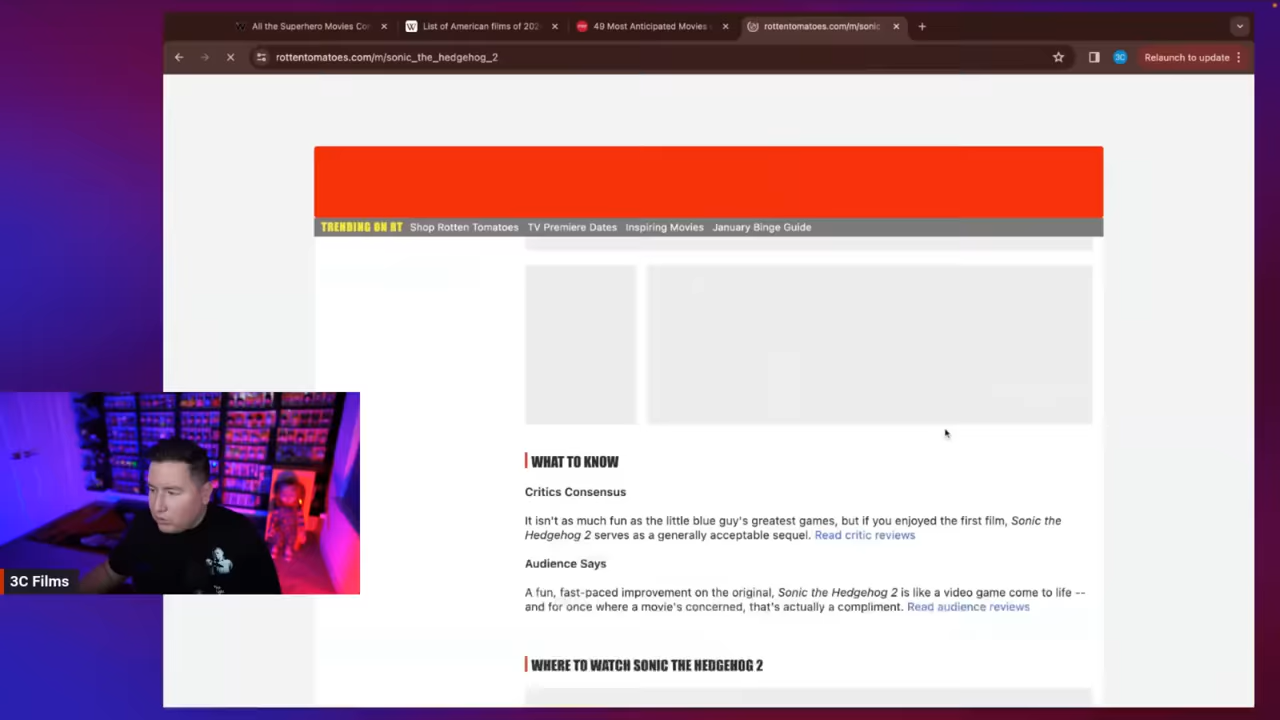 All the Superhero Movies Co
List of American films of 202
49 Most Anticipated Movies
rottentomatoes.com/m/sonic
rottentomatoes.com/m/sonic_the_hedgehog_2
Relaunch to update
TRENDING ON RT Shop Rotten Tomatoes TV Premiere Dates Inspiring Movies January Binge Guide
WHAT TO KNOW
Critics Consensus
It isn't as much fun as the little blue guy's greatest games, but if you enjoyed the first film, Sonic the
Hedgehog 2 serves as a generally acceptable sequel. Read critic reviews
Audience Says
A fun, fast-paced improvement on the original, Sonic the Hedgehog 2 is like a video game come to life --
and for once where a movie's concerned, that's actually a compliment. Read audience reviews
WHERE TO WATCH SONIC THE HEDGEHOG 2
3C Films